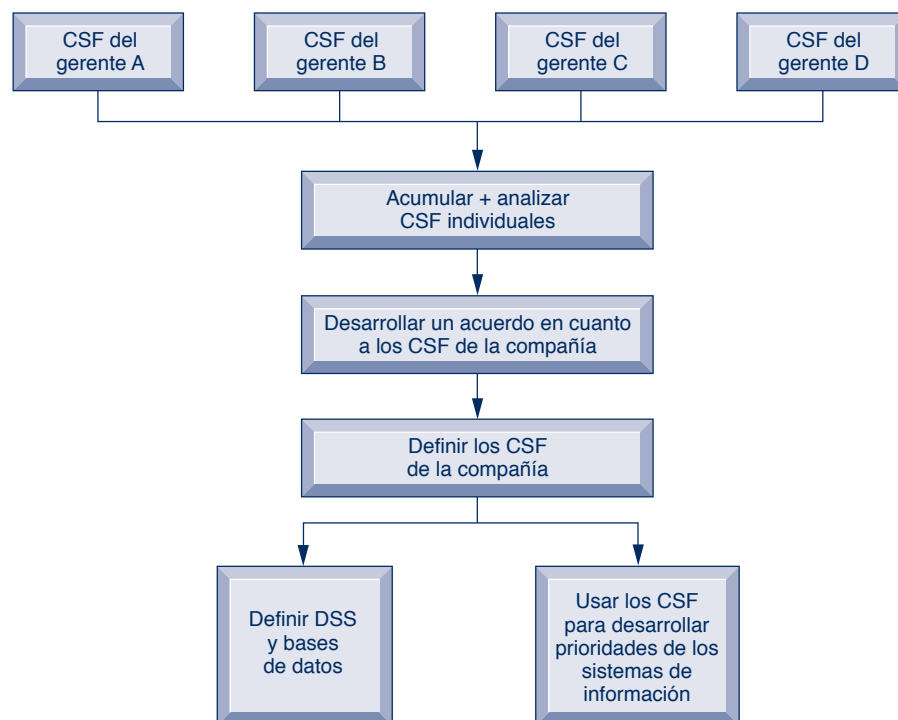 CSF del
gerente A
CSF del
gerente B
CSF del
gerente C
CSF del
gerente D
Acumular + analizar
CSF individuales
Desarrollar un acuerdo en cuanto
a los CSF de la compañía
Definir los CSF
de la compañía
Definir DSS
y bases
de datos
Usar los CSF
para desarrollar
prioridades de los
sistemas de
información